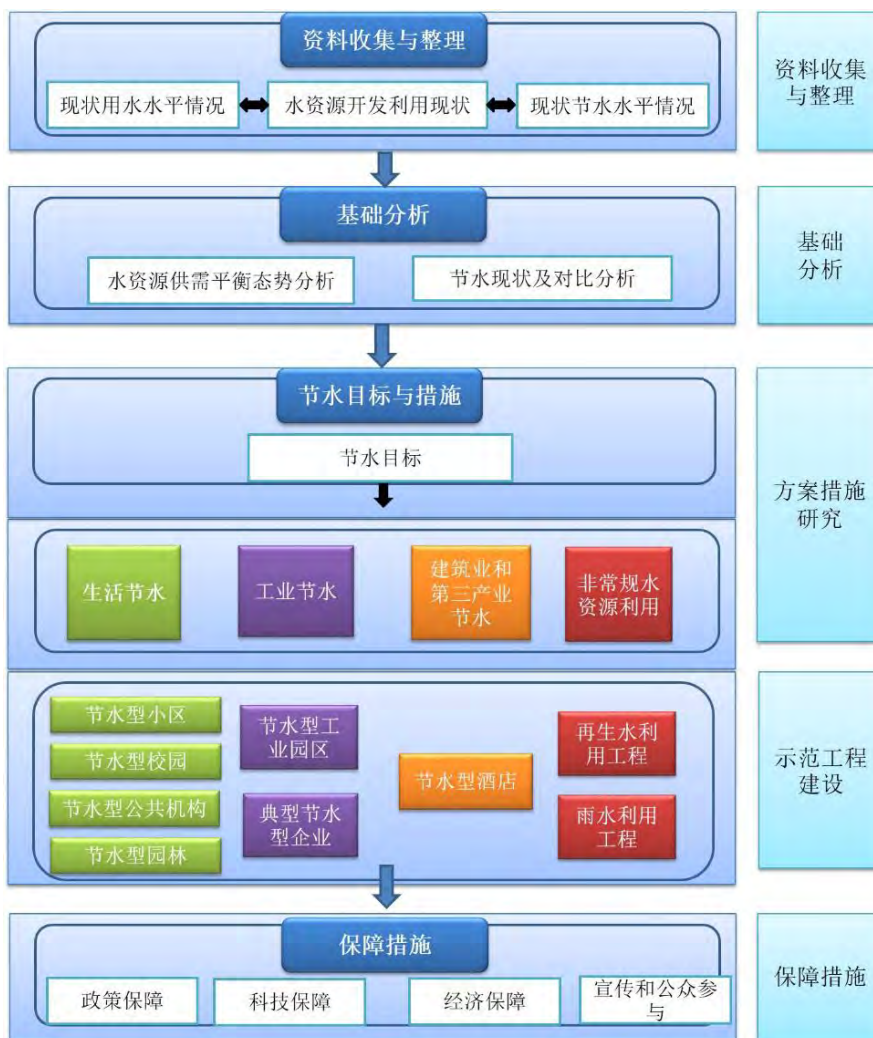 资料收集与整理
现状用水水平情况
水资源开发利用现状
现状节水水平情况
资料收集
与整理
基础分析
水资源供需平衡态势分析
节水现状及对比分析
基础
分析
节水目标与措施
节水目标
生活节水
工业节水
建筑业和
第三产业
节水
非常规水
资源利用
方案措施
研究
节水型小区
节水型校园
节水型公共机构
节水型园林
节水型工
业园区
典型节水
型企业
节水型酒店
再生水利
用工程
雨水利用
工程
示范工程
建设
保障措施
政策保障
科技保障
经济保障
宣传和公众参
与
保障措施